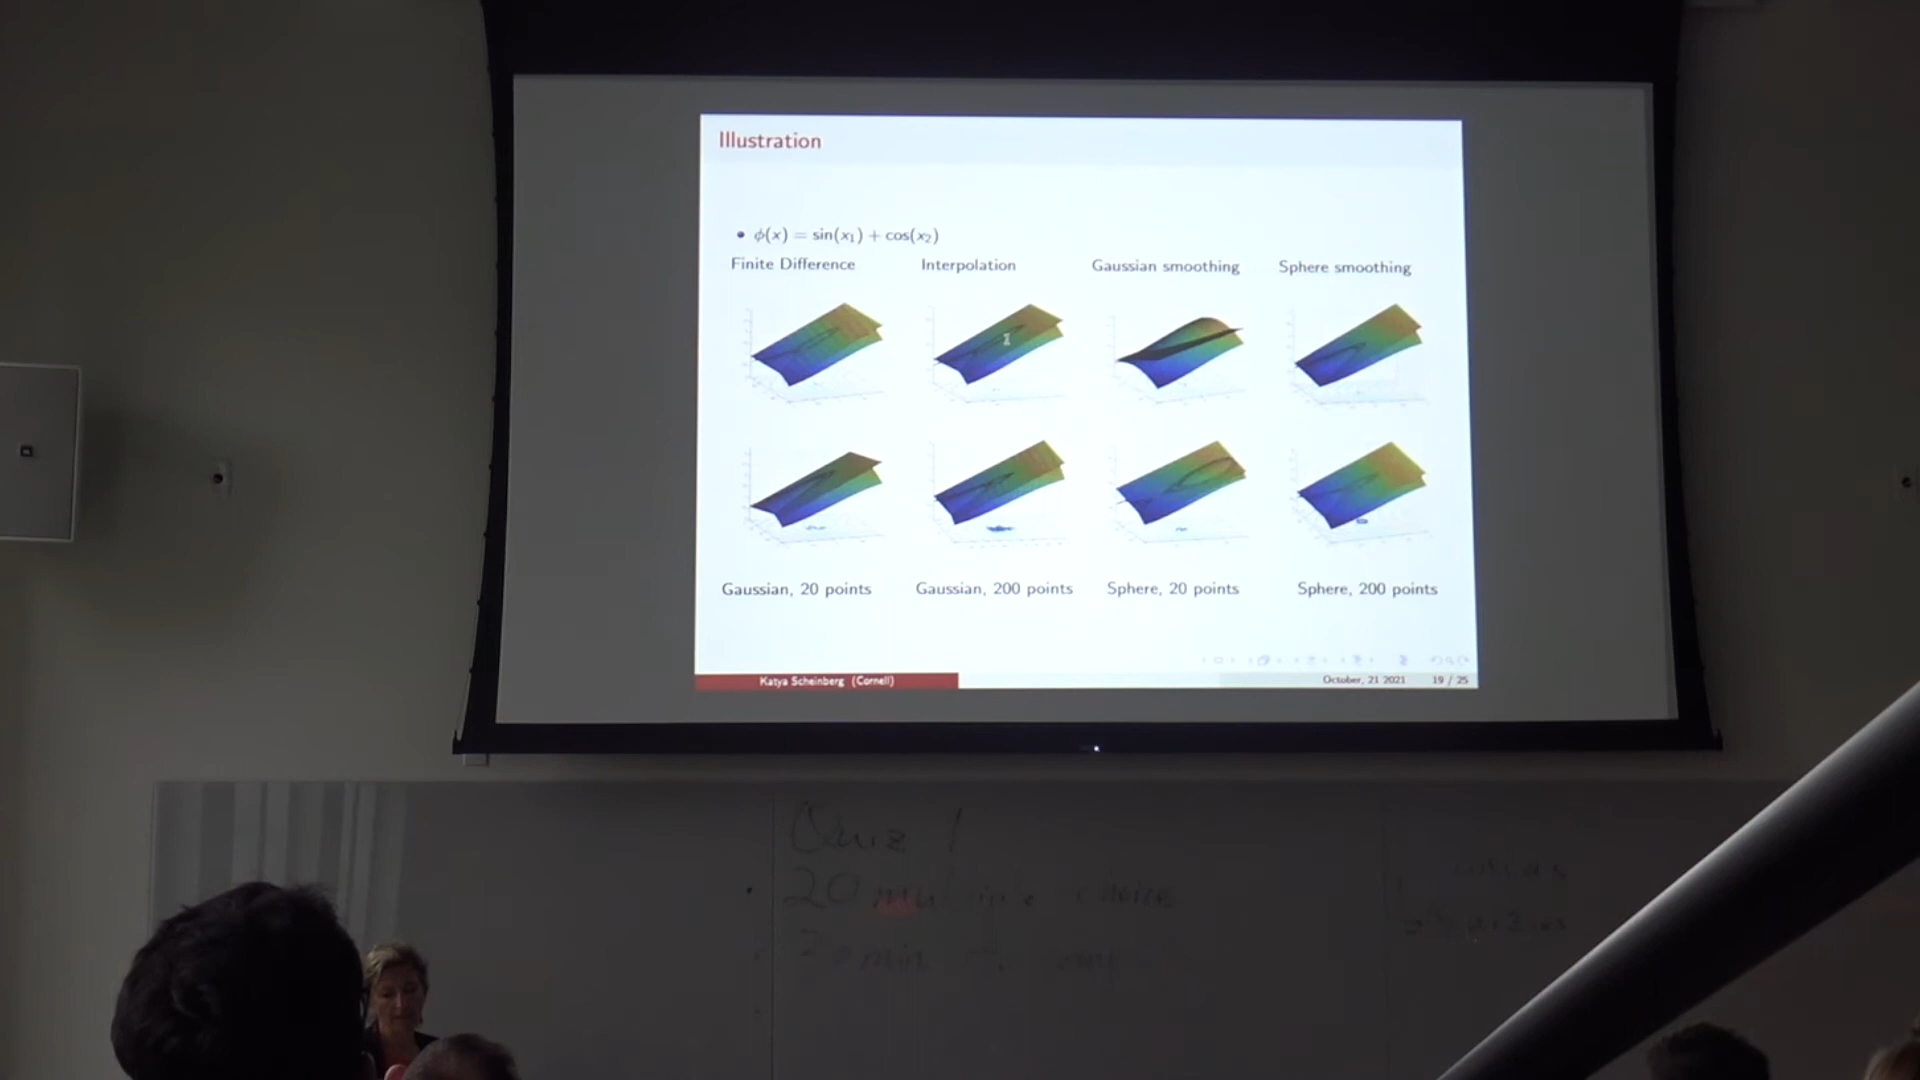 Illustration
• ϕ(x) = sin(x₁) + cos(x₂)
Finite Difference Interpolation Gaussian smoothing Sphere smoothing
Gaussian, 20 points Gaussian, 200 points Sphere, 20 points Sphere, 200 points
Katya Scheinberg (Cornell) October, 21 2021 19 / 25
Quiz 1
20
min